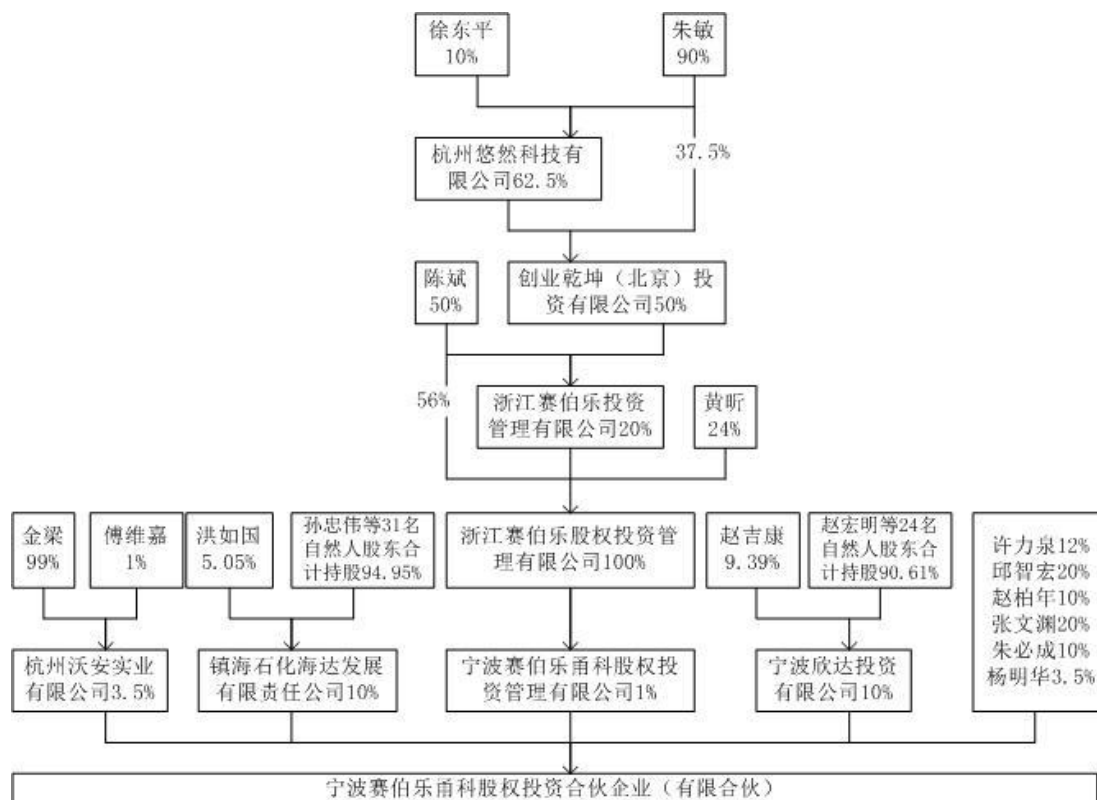 徐东平
10%
朱敏
90%
杭州悠然科技有
限公司62.5%
37.5%
陈斌
50%
创业乾坤（北京）投
资有限公司50%
56%
浙江赛伯乐投资
管理有限公司20%
黄昕
24%
金梁
99%
傅维嘉
1%
洪如国
5.05%
孙忠伟等31名
自然人股东合
计持股94.95%
浙江赛伯乐股权投资管
理有限公司100%
赵吉康
9.39%
赵宏明等24名
自然人股东合
计持股90.61%
许力泉12%
邱智宏20%
赵柏年10%
张文渊20%
朱必成10%
杨明华3.5%
杭州沃安实业
有限公司3.5%
镇海石化海达发展
有限责任公司10%
宁波赛伯乐甬科股权投
资管理有限公司1%
宁波欣达投资
有限公司10%
宁波赛伯乐甬科股权投资合伙企业（有限合伙）